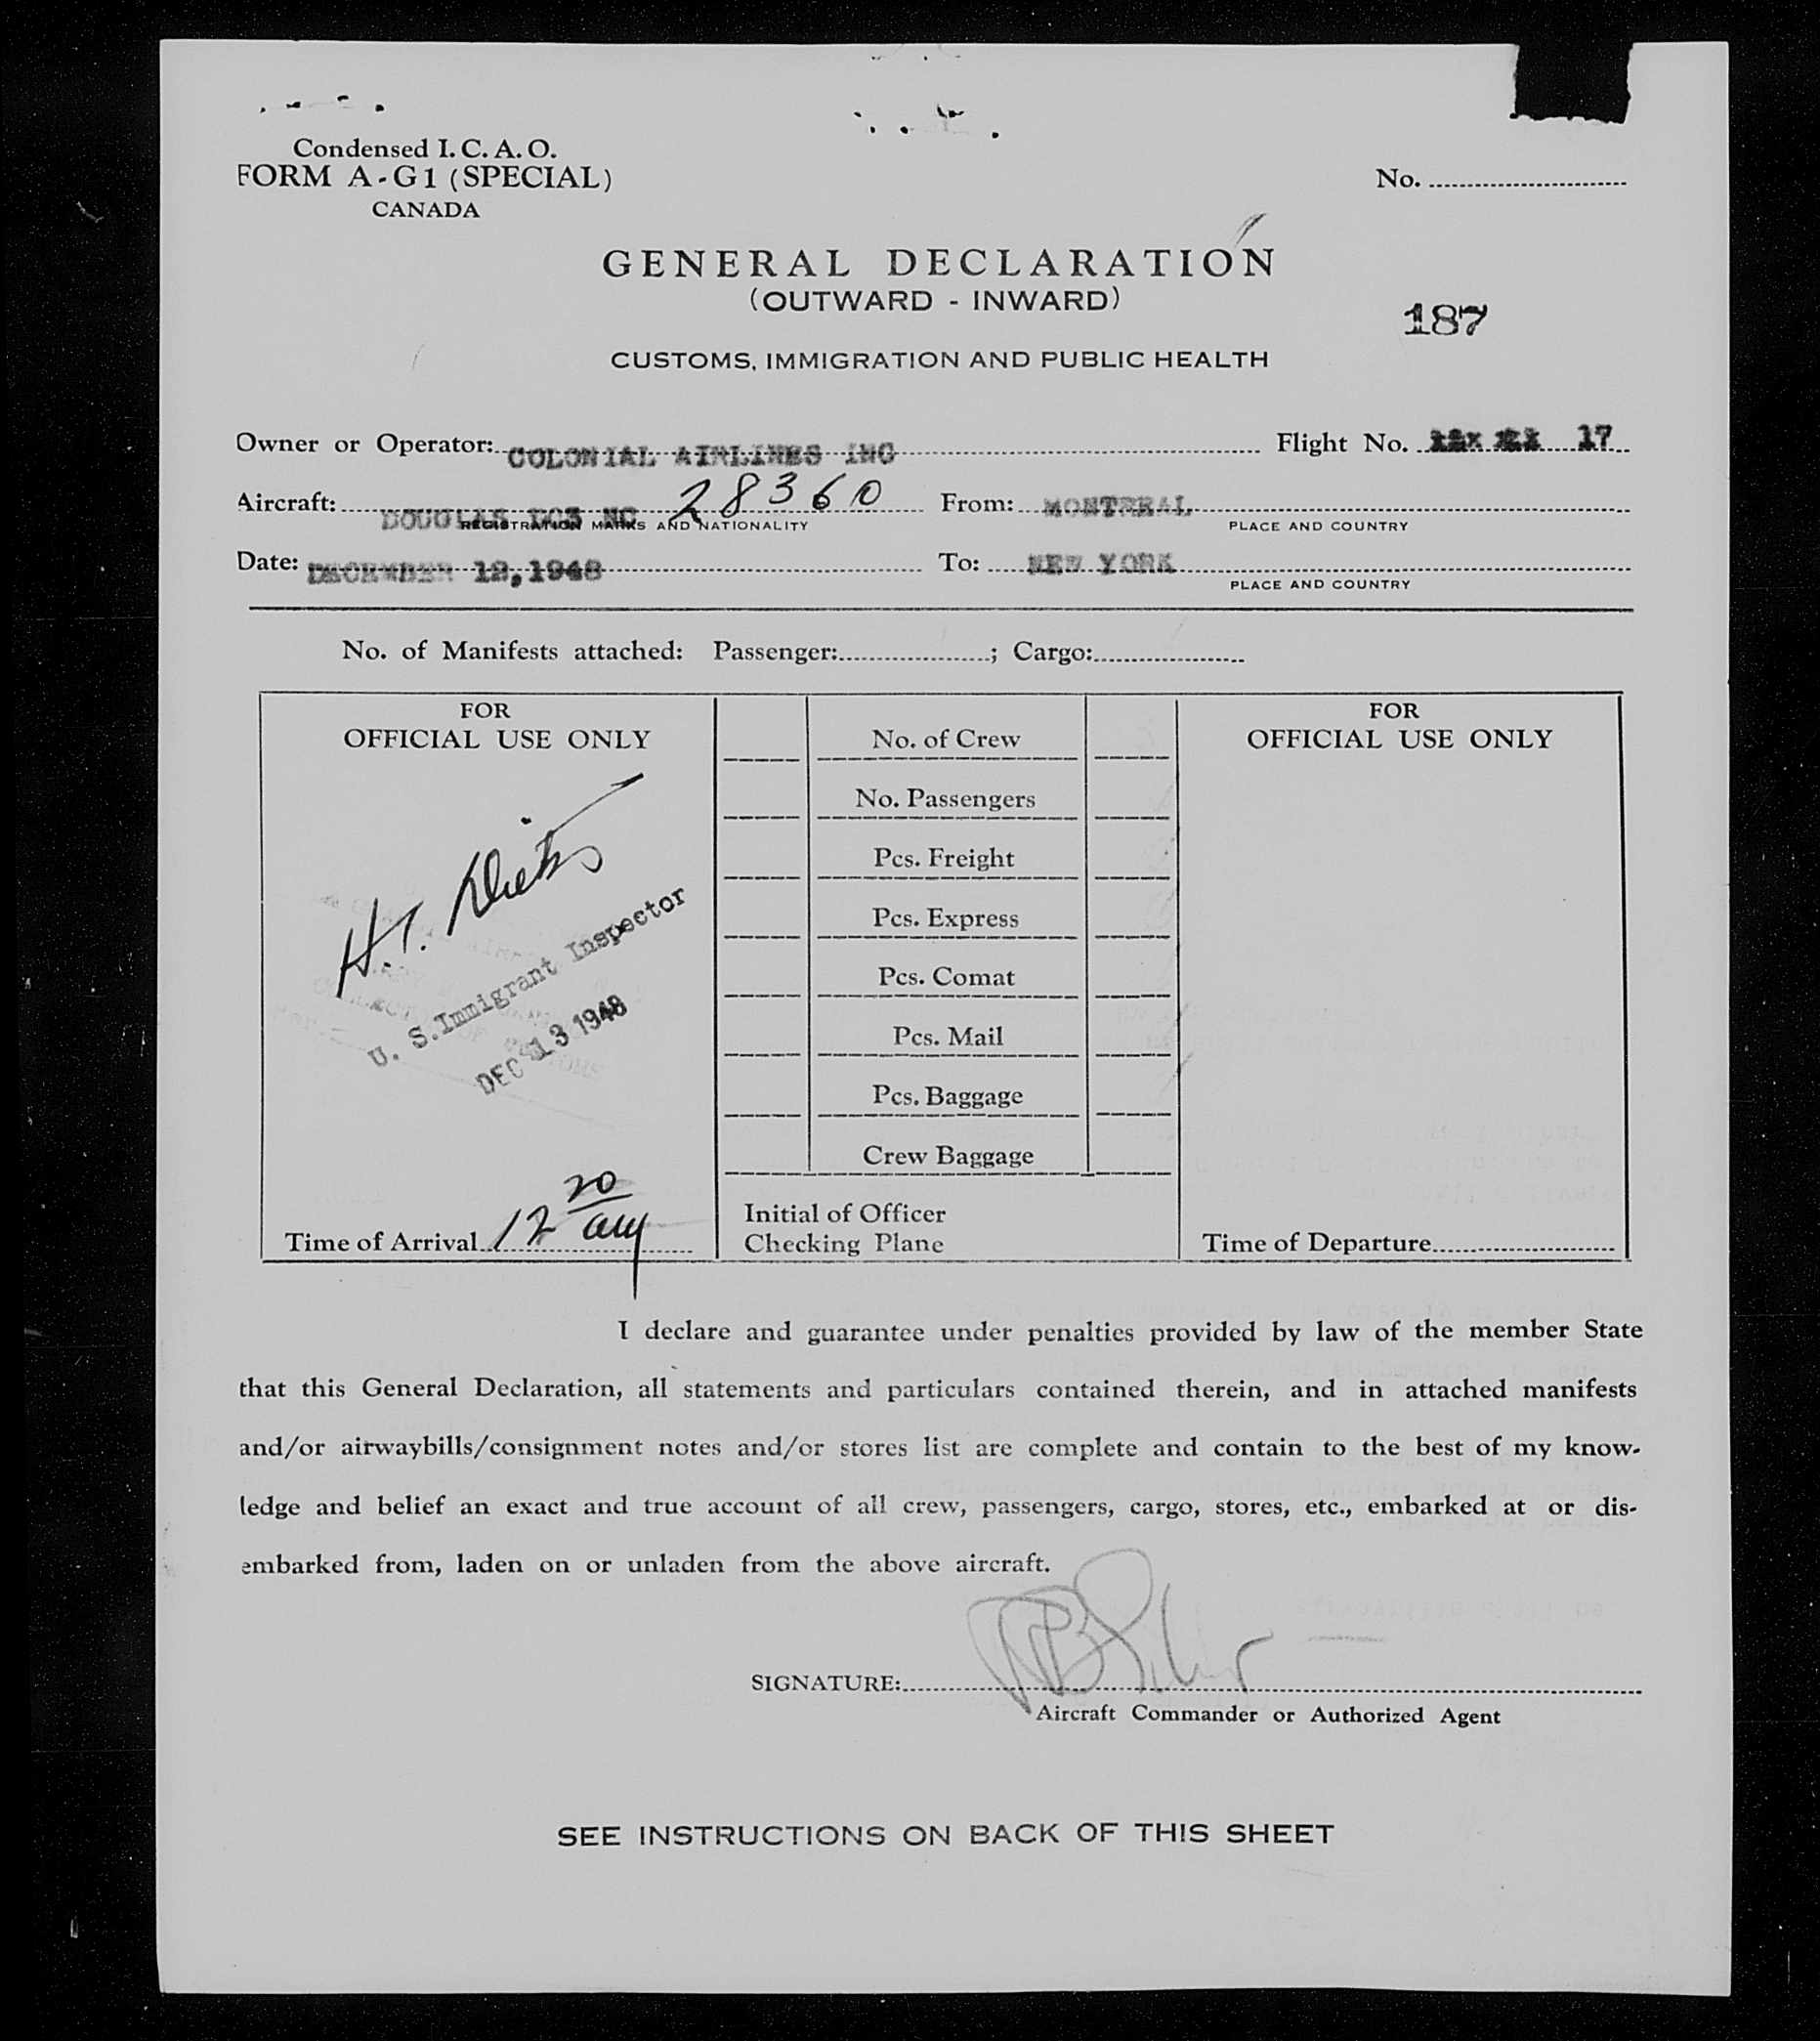 Condensed I. C. A. O.
FORM A-G1 (SPECIAL)
CANADA
No.
GENERAL DECLARATION
(OUTWARD - INWARD)
187
CUSTOMS, IMMIGRATION AND PUBLIC HEALTH
Owner or Operator: COLONIAL AIRLINES INC Flight No. 17
Aircraft: DOUGLAS DC3 NC 28360 From: MONTREAL
REGISTRATION MARKS AND NATIONALITY PLACE AND COUNTRY
Date: DECEMBER 12, 1948 To: NEW YORK
PLACE AND COUNTRY
No. of Manifests attached: Passenger: ; Cargo:
FOR
OFFICIAL USE ONLY
H.T.
U. S. Immigrant Inspector
DEC 13 1948
Time of Arrival 12 20 am
No. of Crew
No. Passengers
Pcs. Freight
Pcs. Express
Pcs. Comat
Pcs. Mail
Pcs. Baggage
Crew Baggage
Initial of Officer
Checking Plane
FOR
OFFICIAL USE ONLY
Time of Departure
I declare and guarantee under penalties provided by law of the member State
that this General Declaration, all statements and particulars contained therein, and in attached manifests
and/or airwaybills/consignment notes and/or stores list are complete and contain to the best of my know-
ledge and belief an exact and true account of all crew, passengers, cargo, stores, etc., embarked at or dis-
embarked from, laden on or unladen from the above aircraft.
SIGNATURE:
Aircraft Commander or Authorized Agent
SEE INSTRUCTIONS ON BACK OF THIS SHEET